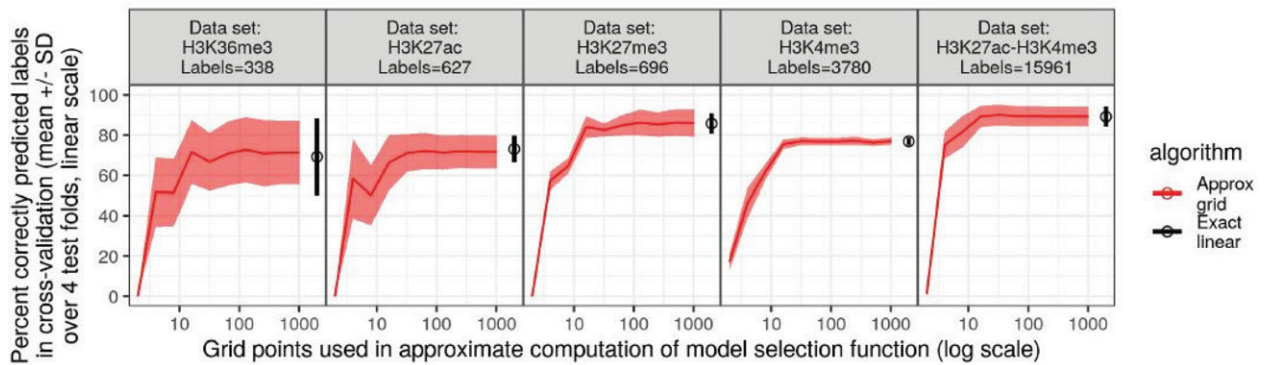 Percent correctly predicted labels
in cross-validation (mean +/- SD
over 4 test folds, linear scale)
Data set:
H3K36me3
Labels=338
Data set:
H3K27ac
Labels=627
Data set:
H3K27me3
Labels=696
Data set:
H3K4me3
Labels=3780
Data set:
H3K27ac-H3K4me3
Labels=15961
100
80
60
40
20
0
10 100 1000
10 100 1000
10 100 1000
10 100 1000
10 100 1000
Grid points used in approximate computation of model selection function (log scale)
algorithm
Approx
grid
Exact
linear